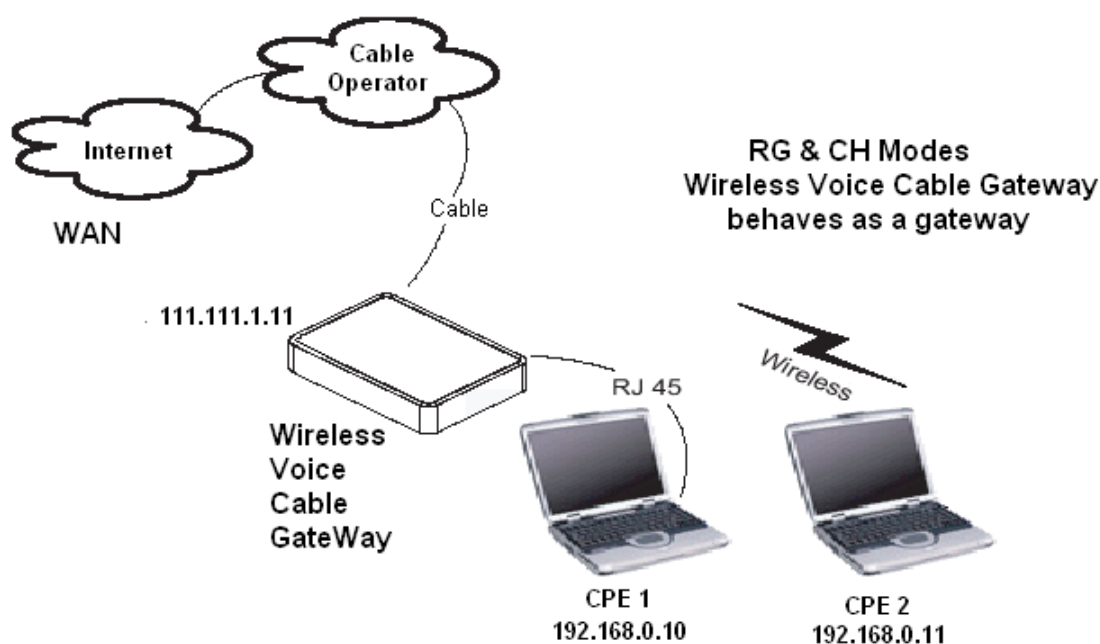 Cable
Operator
Internet
WAN
Cable
RG & CH Modes
Wireless Voice Cable Gateway
behaves as a gateway
111.111.1.11
Wireless
RJ 45
Wireless
Voice
Cable
GateWay
CPE 1
192.168.0.10
CPE 2
192.168.0.11